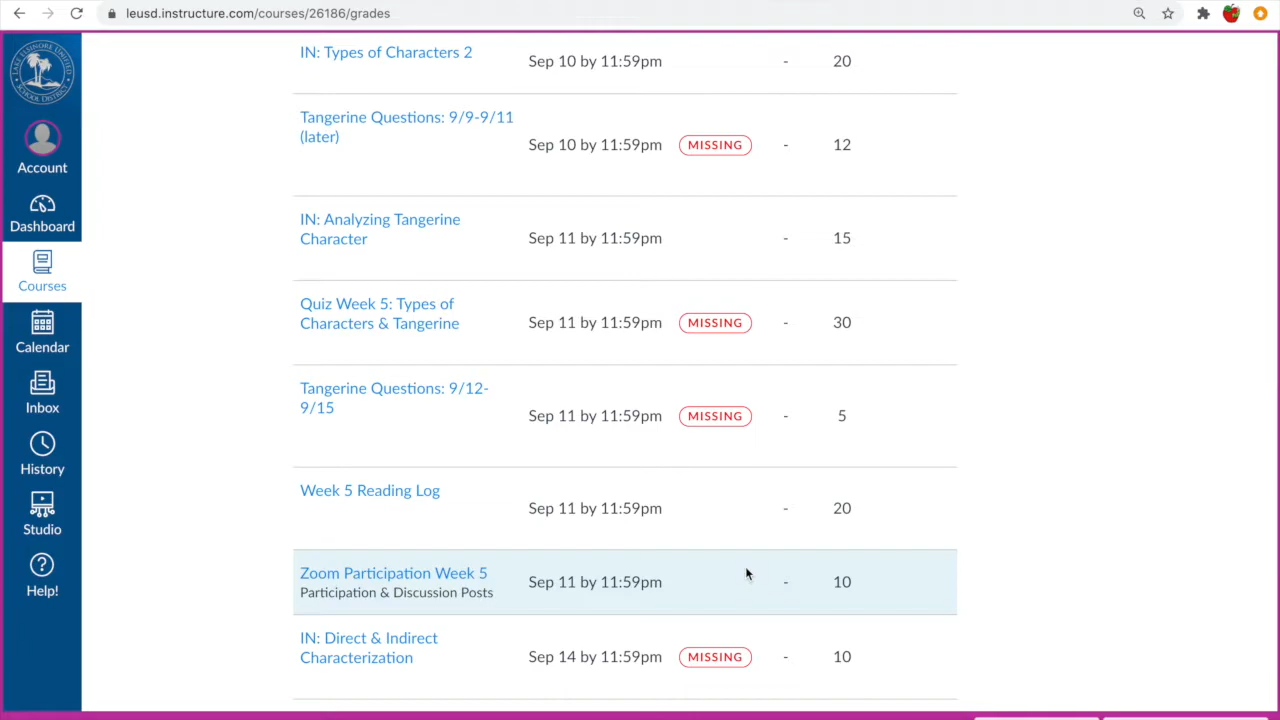 leusd.instructure.com/courses/26186/grades
LAKE ELSINORE UNIFIED
SCHOOL DISTRICT
Account
Dashboard
Courses
Calendar
Inbox
History
Studio
Help!
IN: Types of Characters 2 Sep 10 by 11:59pm - 20
Tangerine Questions: 9/9-9/11
(later) Sep 10 by 11:59pm MISSING - 12
IN: Analyzing Tangerine
Character Sep 11 by 11:59pm - 15
Quiz Week 5: Types of
Characters & Tangerine Sep 11 by 11:59pm MISSING - 30
Tangerine Questions: 9/12-
9/15 Sep 11 by 11:59pm MISSING - 5
Week 5 Reading Log Sep 11 by 11:59pm - 20
Zoom Participation Week 5
Participation & Discussion Posts Sep 11 by 11:59pm - 10
IN: Direct & Indirect
Characterization Sep 14 by 11:59pm MISSING - 10